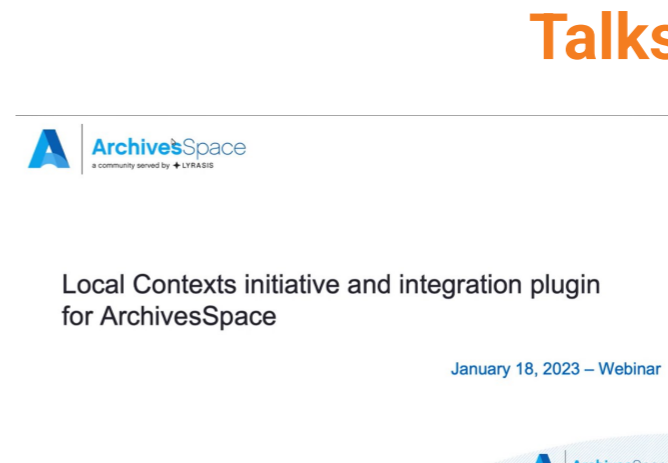 Talks
ArchivesSpace
a community served by LYRASIS
Local Contexts initiative and integration plugin
for ArchivesSpace
January 18, 2023 – Webinar